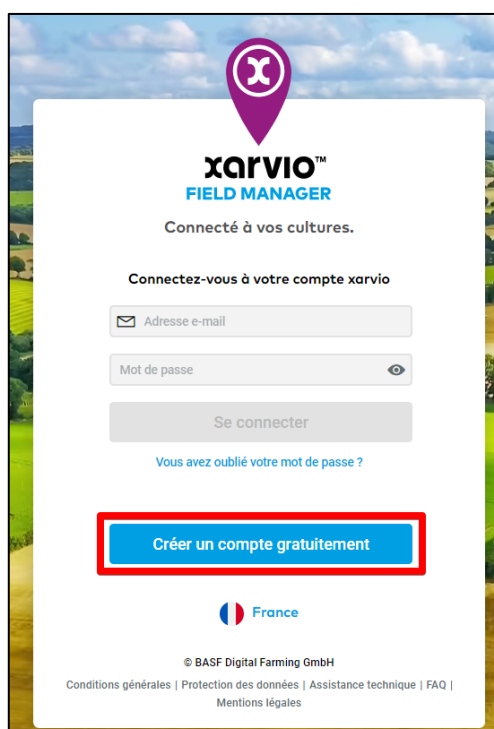 xarvio™
FIELD MANAGER
Connecté à vos cultures.
Connectez-vous à votre compte xarvio
Adresse e-mail
Mot de passe
Se connecter
Vous avez oublié votre mot de passe ?
Créer un compte gratuitement
France
© BASF Digital Farming GmbH
Conditions générales | Protection des données | Assistance technique | FAQ |
Mentions légales